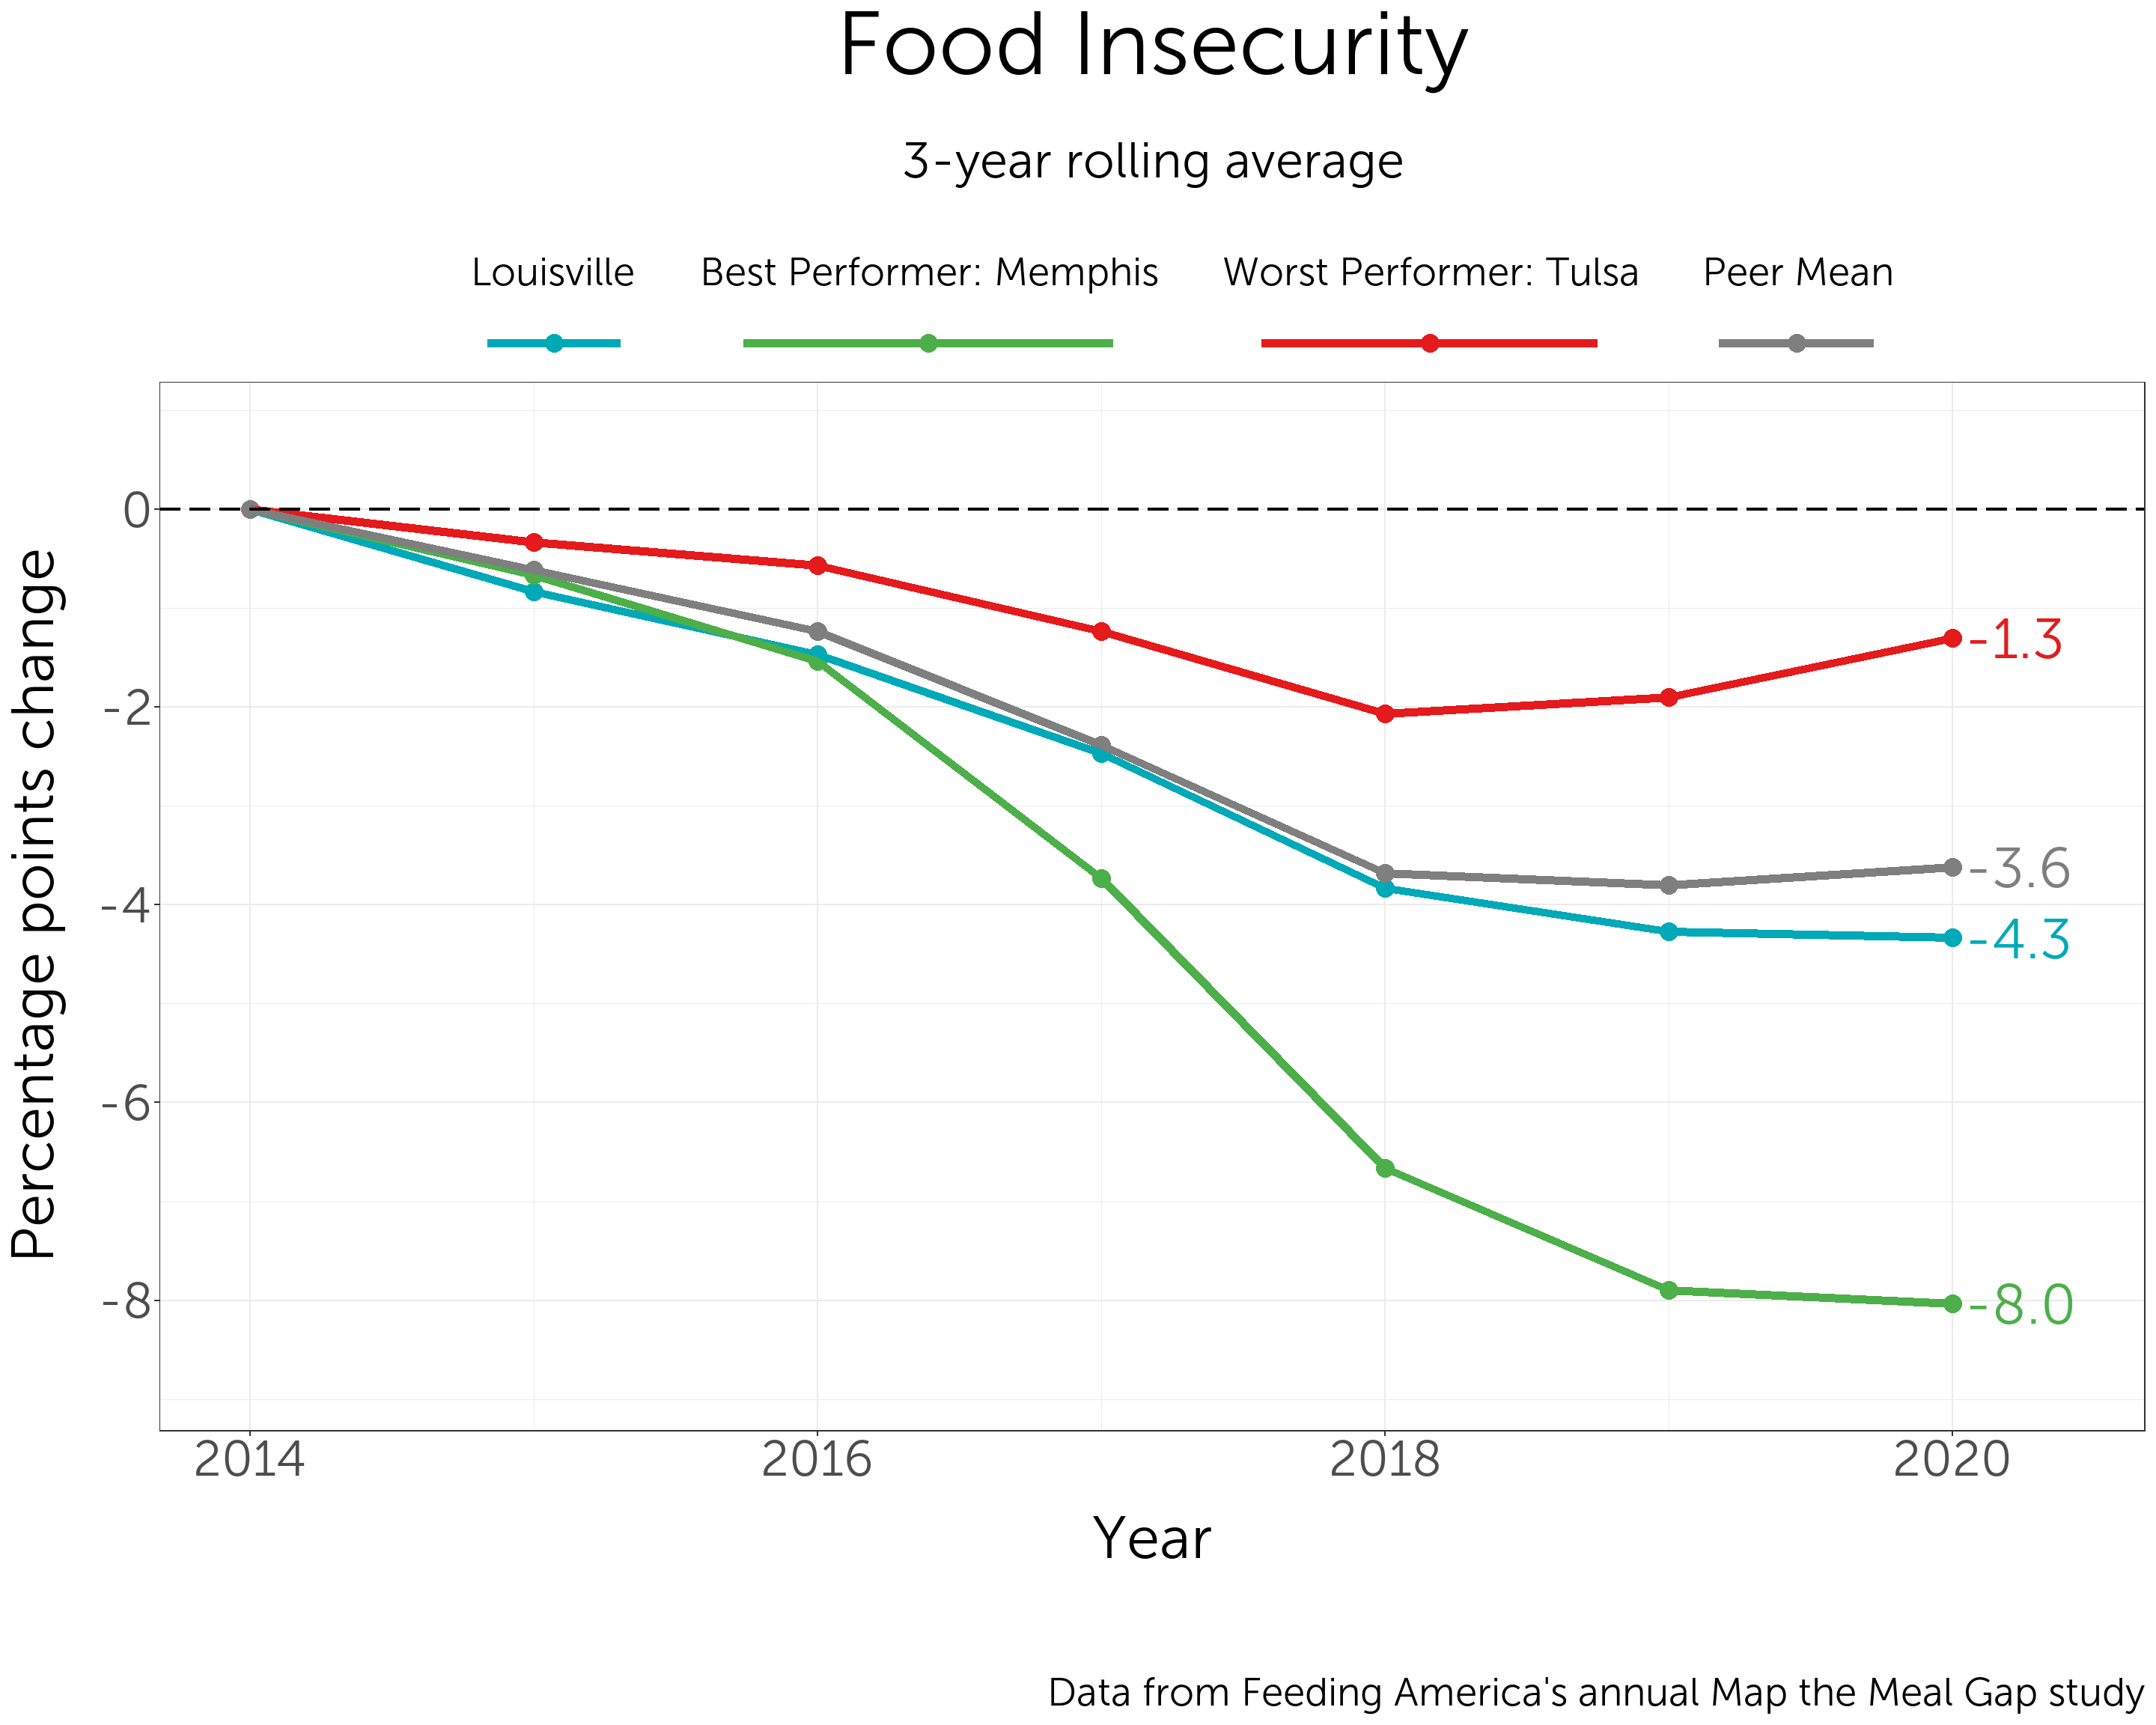 Food Insecurity
3-year rolling average
Louisville Best Performer: Memphis Worst Performer: Tulsa Peer Mean
Percentage points change
0
-2
-4
-6
-8
-1.3
-3.6
-4.3
-8.0
2014 2016 2018 2020
Year
Data from Feeding America's annual Map the Meal Gap study